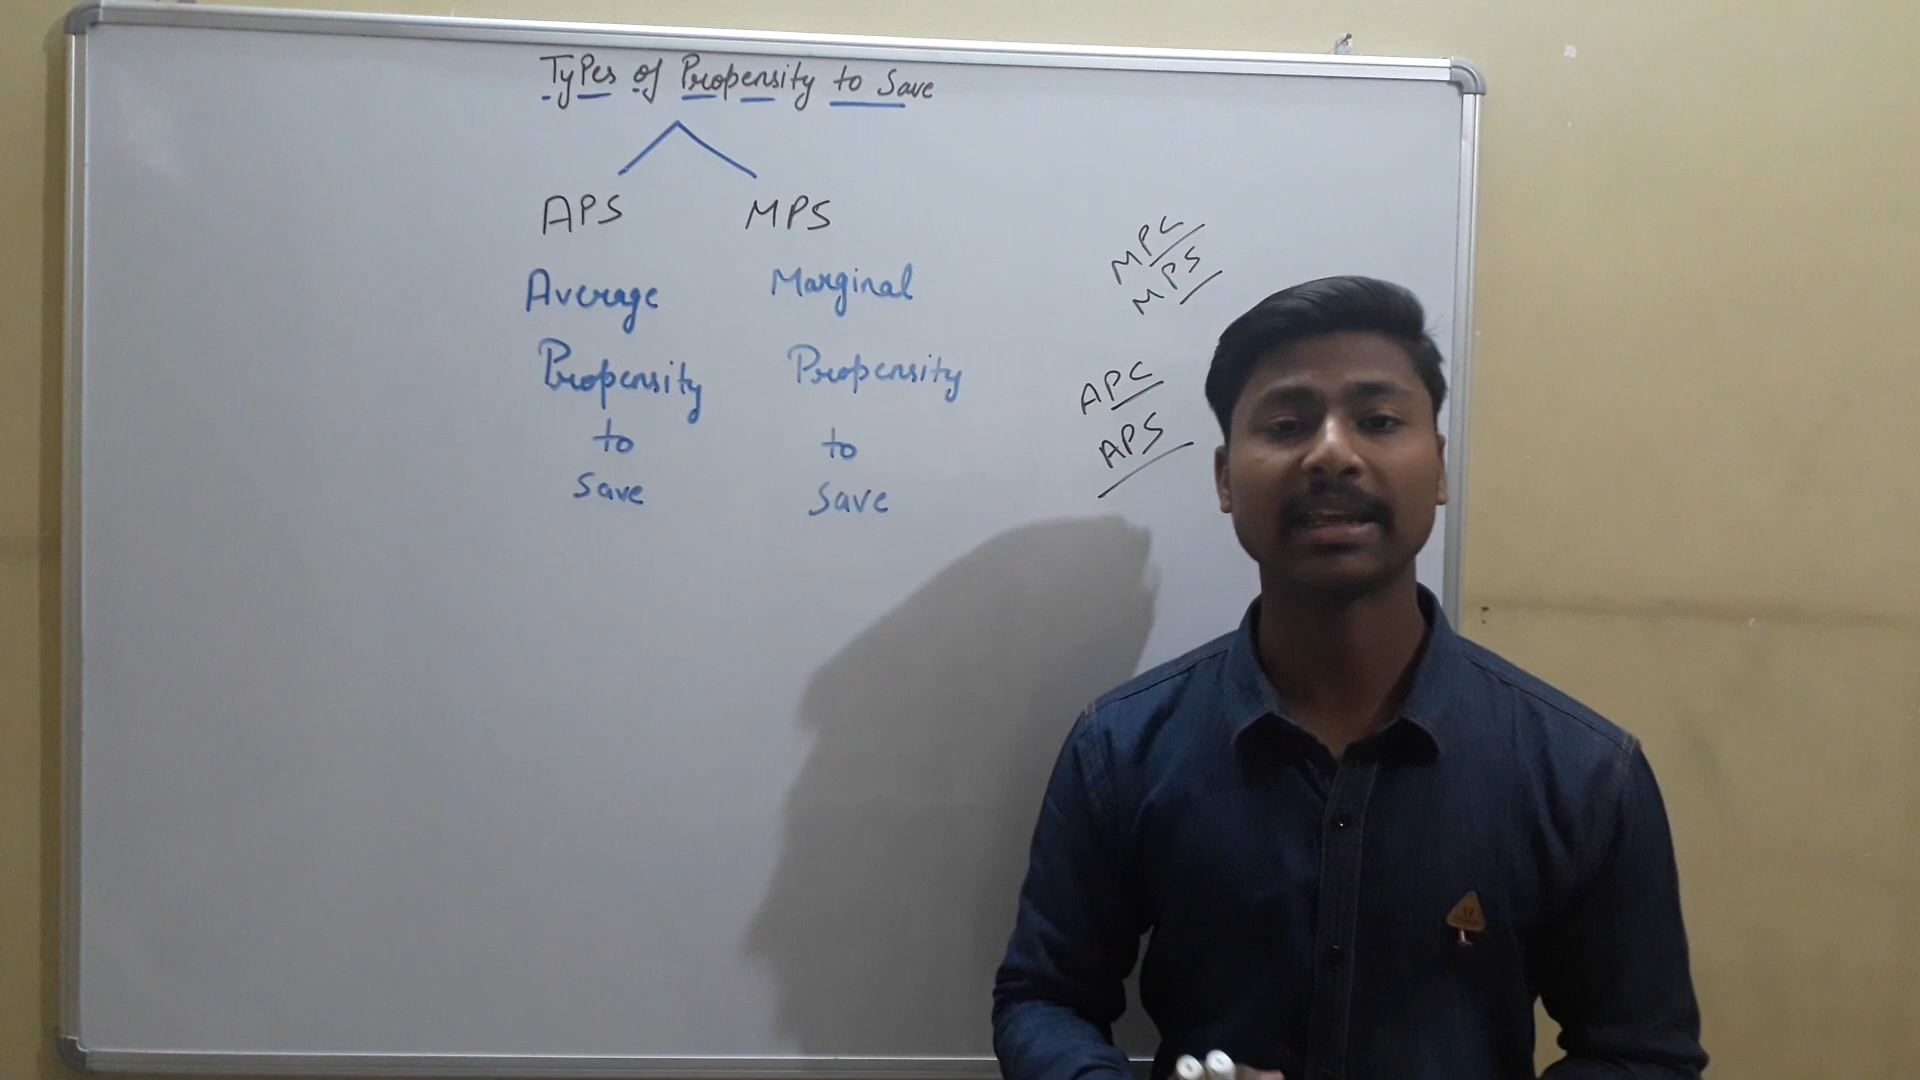 Types of Propensity to Save
APS MPS
Average Marginal
Propensity Propensity
to to
Save Save
MPC
MPS
APC
APS